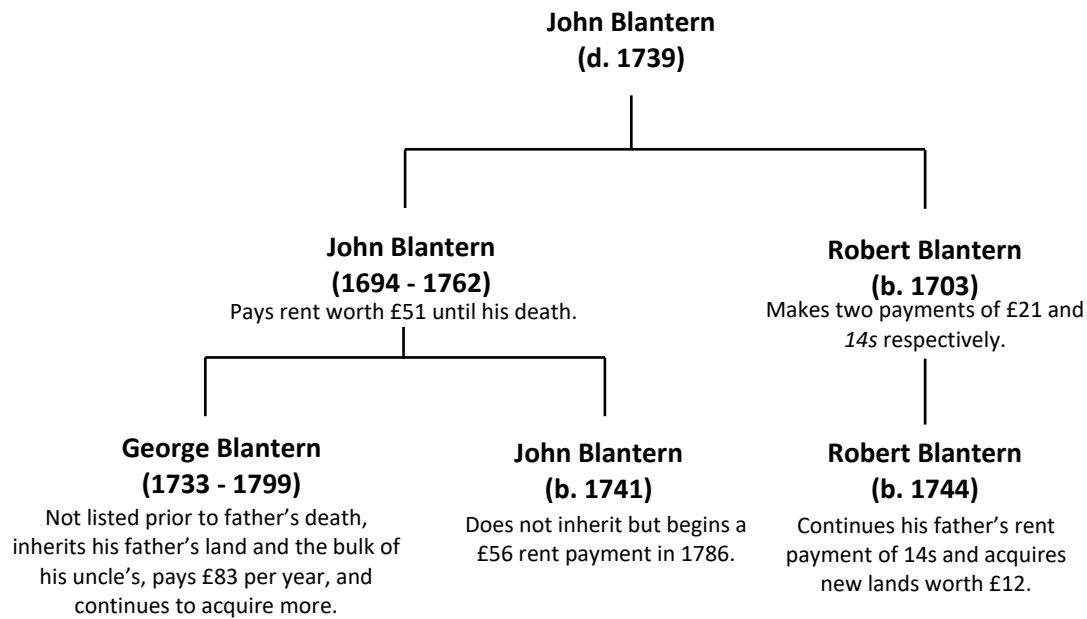 John Blantern
(d. 1739)
John Blantern
(1694 - 1762)
Pays rent worth £51 until his death.
Robert Blantern
(b. 1703)
Makes two payments of £21 and
14s respectively.
George Blantern
(1733 - 1799)
Not listed prior to father’s death,
inherits his father’s land and the bulk of
his uncle’s, pays £83 per year, and
continues to acquire more.
John Blantern
(b. 1741)
Does not inherit but begins a
£56 rent payment in 1786.
Robert Blantern
(b. 1744)
Continues his father’s rent
payment of 14s and acquires
new lands worth £12.